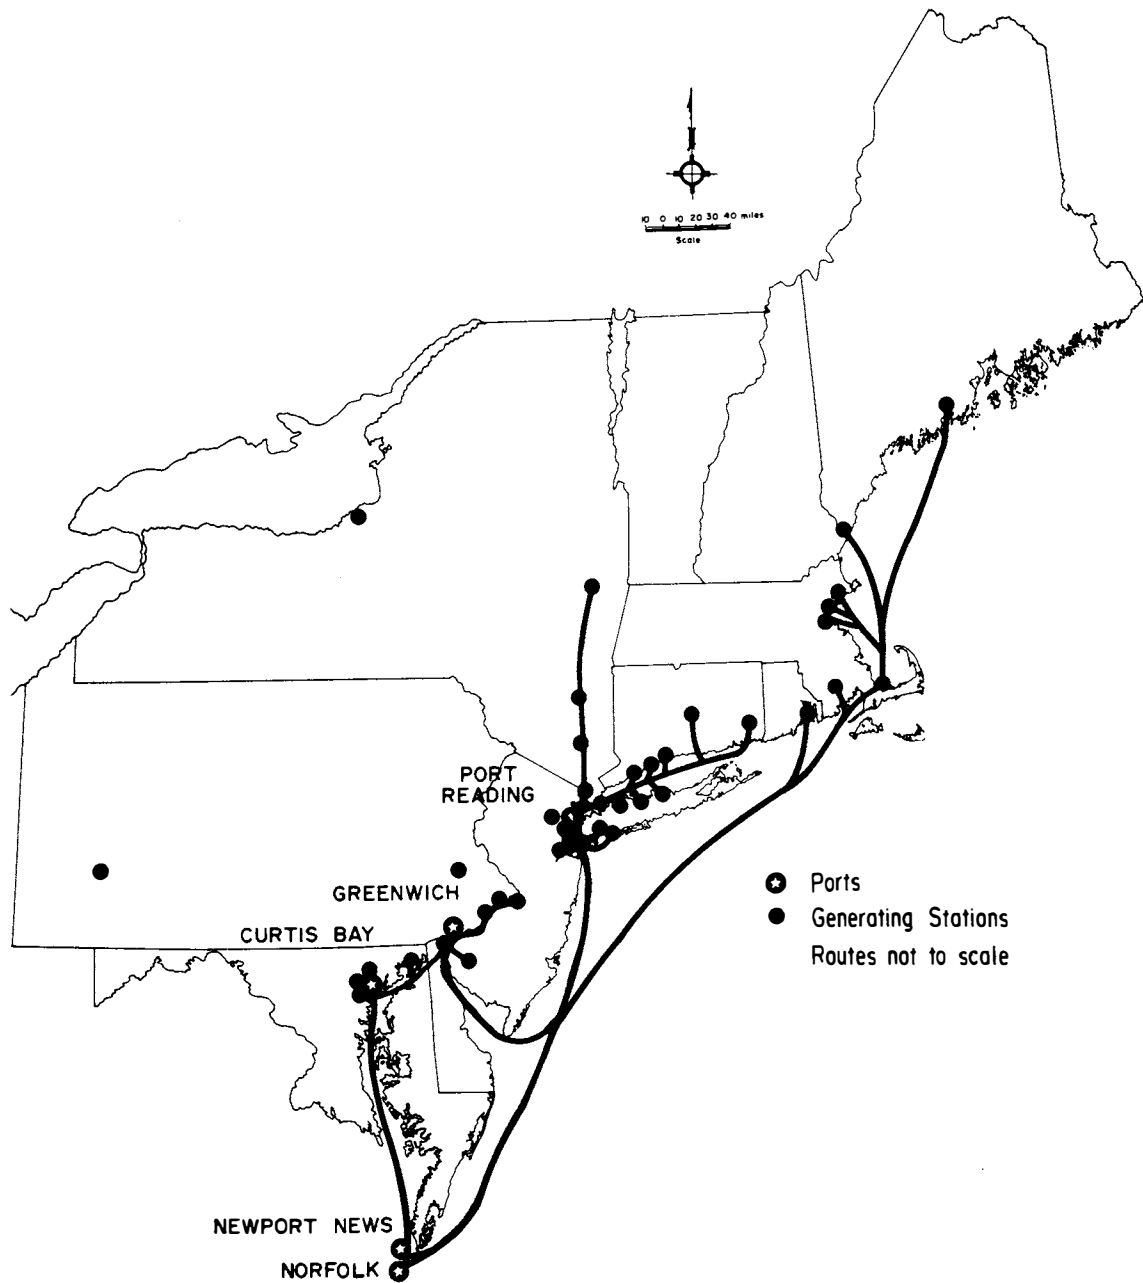 N
10 0 10 20 30 40 miles
Scale
PORT
READING
GREENWICH
CURTIS BAY
Ports
Generating Stations
Routes not to scale
NEWPORT NEWS
NORFOLK